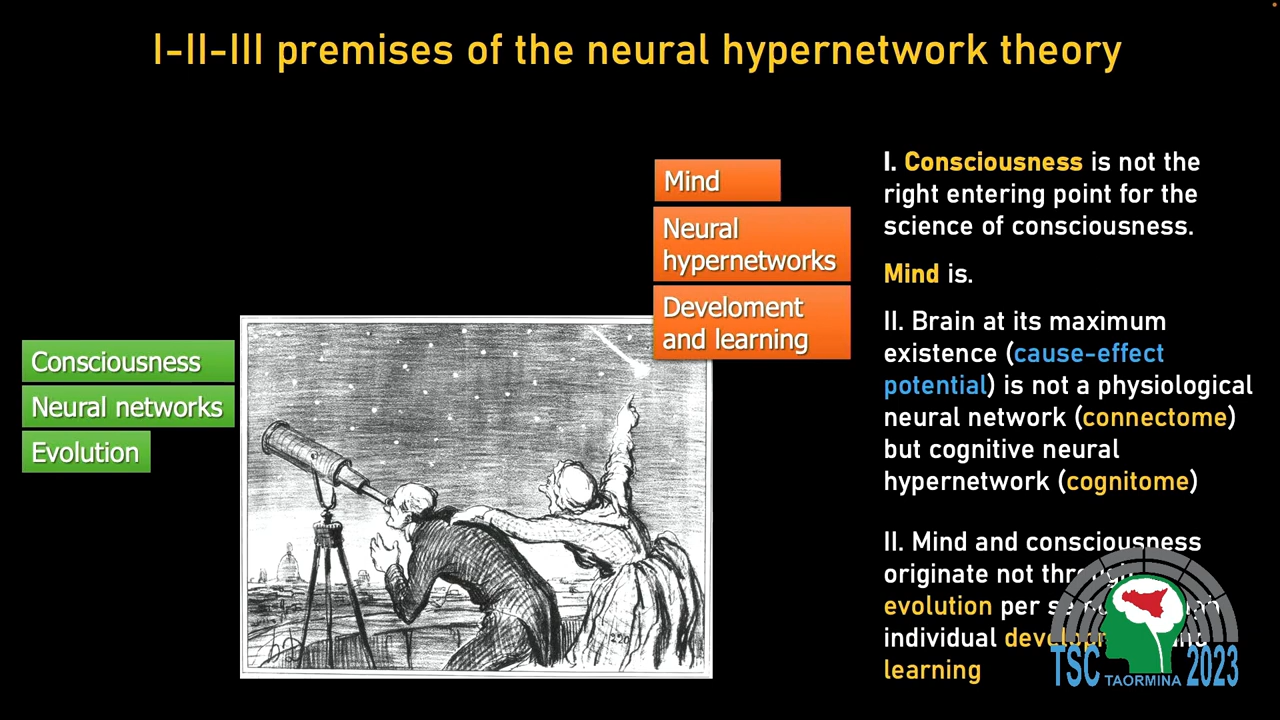 I-II-III premises of the neural hypernetwork theory
Consciousness
Neural networks
Evolution
Mind
Neural
hypernetworks
Develoment
and learning
I. Consciousness is not the
right entering point for the
science of consciousness.
Mind is.
II. Brain at its maximum
existence (cause-effect
potential) is not a physiological
neural network (connectome)
but cognitive neural
hypernetwork (cognitome)
II. Mind and consciousness
originate not through
evolution per se
individual
learning
TSC TAORMINA 2023